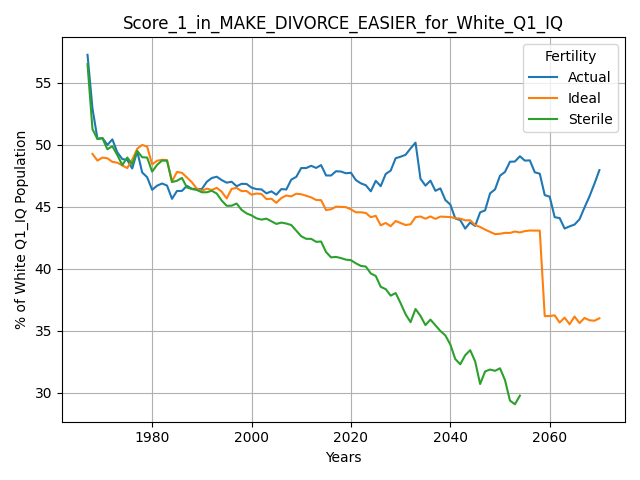 Score_1_in_MAKE_DIVORCE_EASIER_for_White_Q1_IQ
Fertility
Actual
Ideal
Sterile
% of White Q1_IQ Population
55
50
45
40
35
30
1980
2000
2020
2040
2060
Years